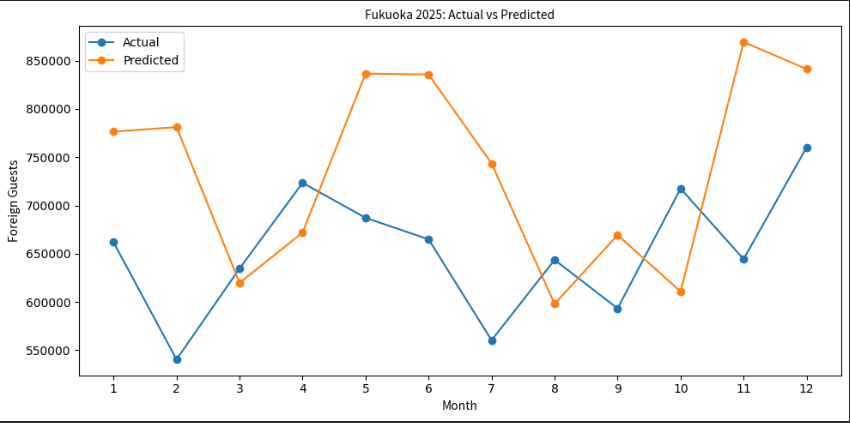 Fukuoka 2025: Actual vs Predicted
Actual
Predicted
850000
800000
750000
700000
650000
600000
550000
Foreign Guests
1 2 3 4 5 6 7 8 9 10 11 12
Month